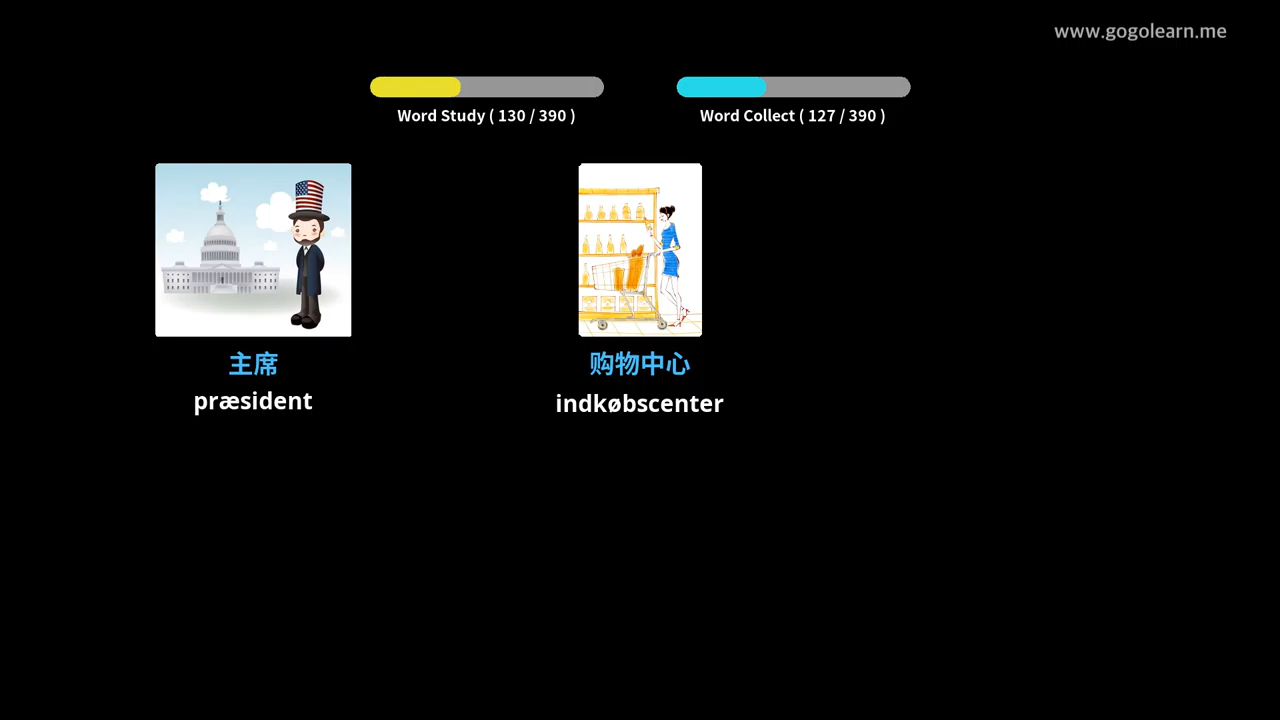 www.gogolearn.me
Word Study ( 130 / 390 )
Word Collect ( 127 / 390 )
主席
præsident
购物中心
indkøbscenter